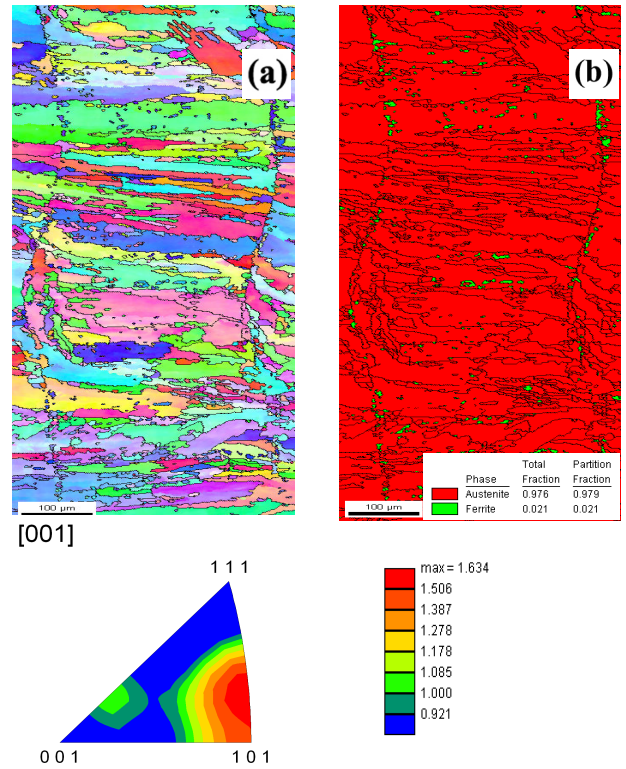 (a)
(b)
100 µm
100 µm
Total Partition
Phase Fraction Fraction
Austenite 0.976 0.979
Ferrite 0.021 0.021
[001]
1 1 1
0 0 1
1 0 1
max = 1.634
1.506
1.387
1.278
1.178
1.085
1.000
0.921